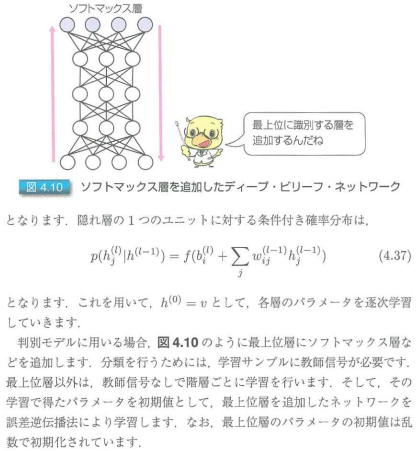 ソフトマックス層
最上位に識別する層を
追加するんだね
図 4.10 ソフトマックス層を追加したディープ・ビリーフ・ネットワーク
となります．隠れ層の１つのユニットに対する条件付き確率分布は，
p(h_j^{(l)}|h^{(l-1)}) = f(b_i^{(l)} + \sum_j w_{ij}^{(l-1)} h_j^{(l-1)}) (4.37)
となります．これを用いて，h^{(0)} = v として，各層のパラメータを逐次学習
していきます．
判別モデルに用いる場合，図 4.10 のように最上位層にソフトマックス層な
どを追加します．分類を行うためには，学習サンプルに教師信号が必要です．
最上位層以外は，教師信号なしで階層ごとに学習を行います．そして，その
学習で得たパラメータを初期値として，最上位層を追加したネットワークを
誤差逆伝播法により学習します．なお，最上位層のパラメータの初期値は乱
数で初期化されています．